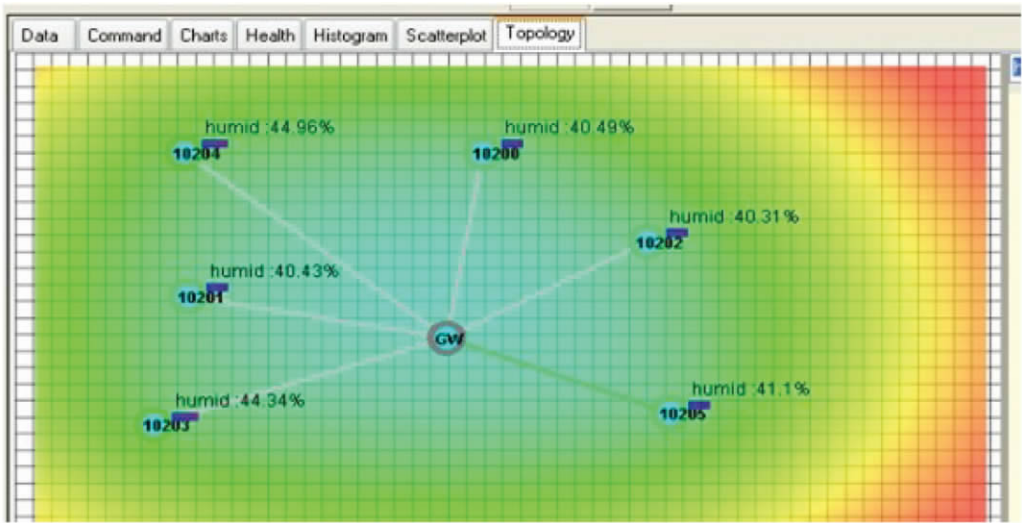 Data Command Charts Health Histogram Scatterplot Topology
humid :44.96%
10204
humid :40.49%
10200
humid :40.31%
10202
humid :40.43%
10201
GW
humid :44.34%
10203
humid :41.1%
10205